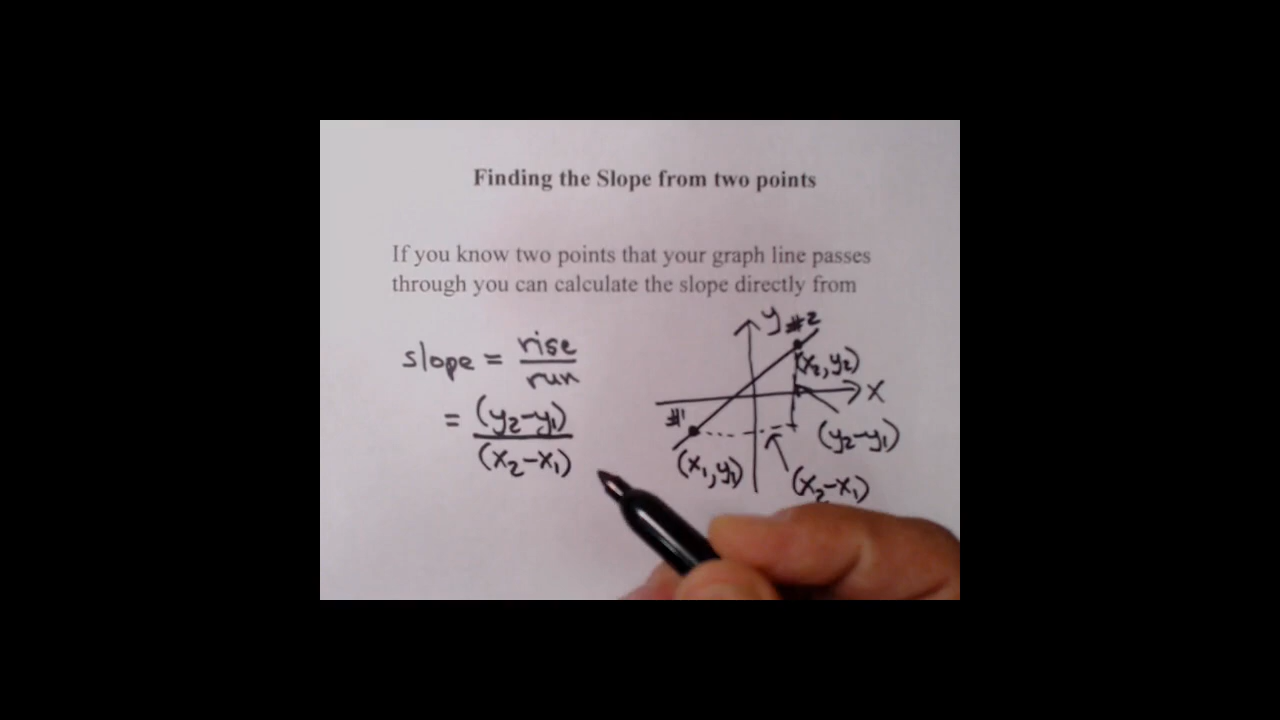 Finding the Slope from two points
If you know two points that your graph line passes
through you can calculate the slope directly from
slope = rise
run
= (y₂-y₁)
(x₂-x₁)
y #2
(x₂,y₂)
x
#1
(y₂-y₁)
(x₁,y₁)
(x₂-x₁)